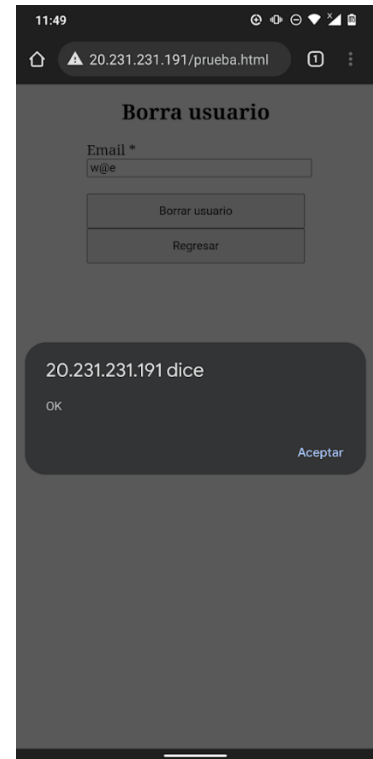 11:49
20.231.231.191/prueba.html
1
Borra usuario
Email *
w@e
Borrar usuario
Regresar
20.231.231.191 dice
OK
Aceptar